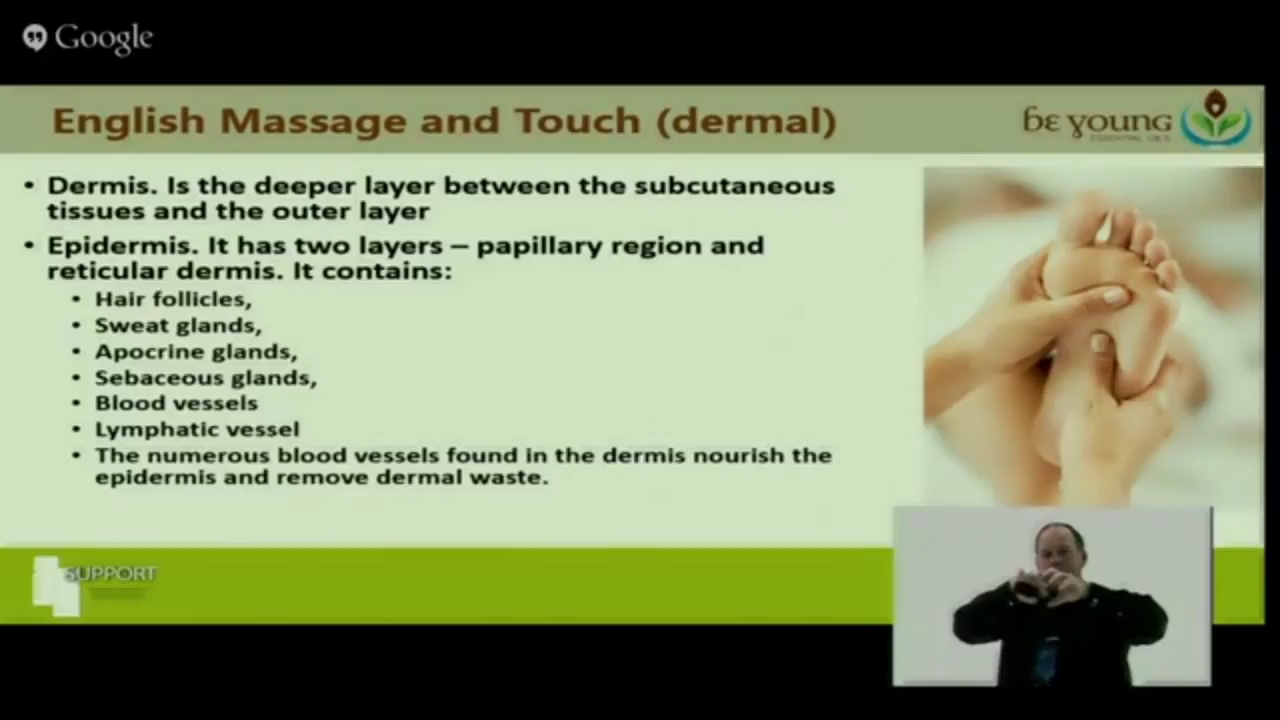 Google
English Massage and Touch (dermal)
be young
ESSENTIAL OILS
• Dermis. Is the deeper layer between the subcutaneous
tissues and the outer layer
• Epidermis. It has two layers – papillary region and
reticular dermis. It contains:
• Hair follicles,
• Sweat glands,
• Apocrine glands,
• Sebaceous glands,
• Blood vessels
• Lymphatic vessel
• The numerous blood vessels found in the dermis nourish the
epidermis and remove dermal waste.
SUPPORT